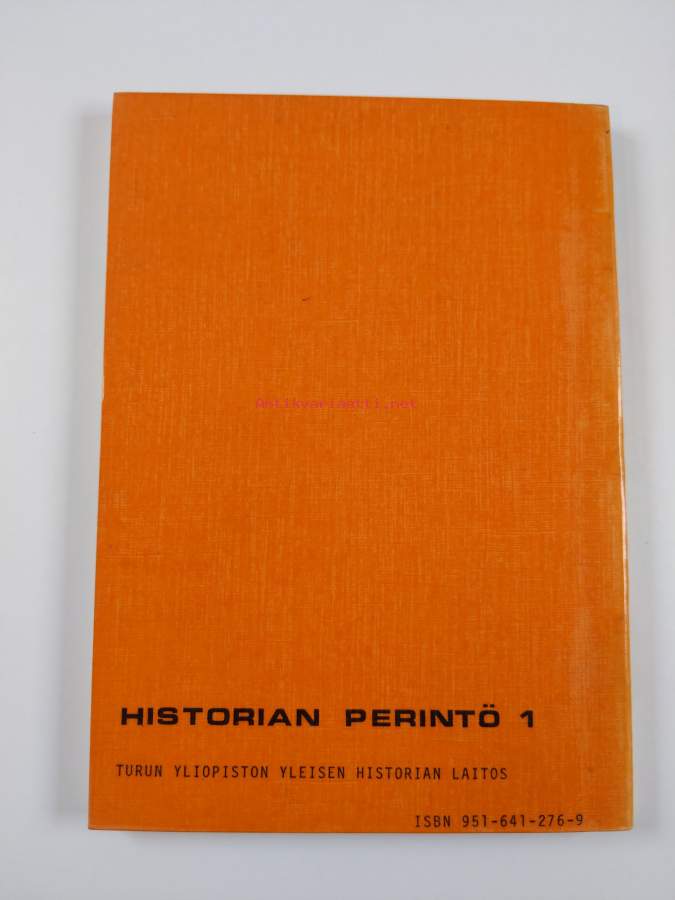 Antikvariaatti.net
HISTORIAN PERINTÖ 1
TURUN YLIOPISTON YLEISEN HISTORIAN LAITOS
ISBN 951-641-276-9